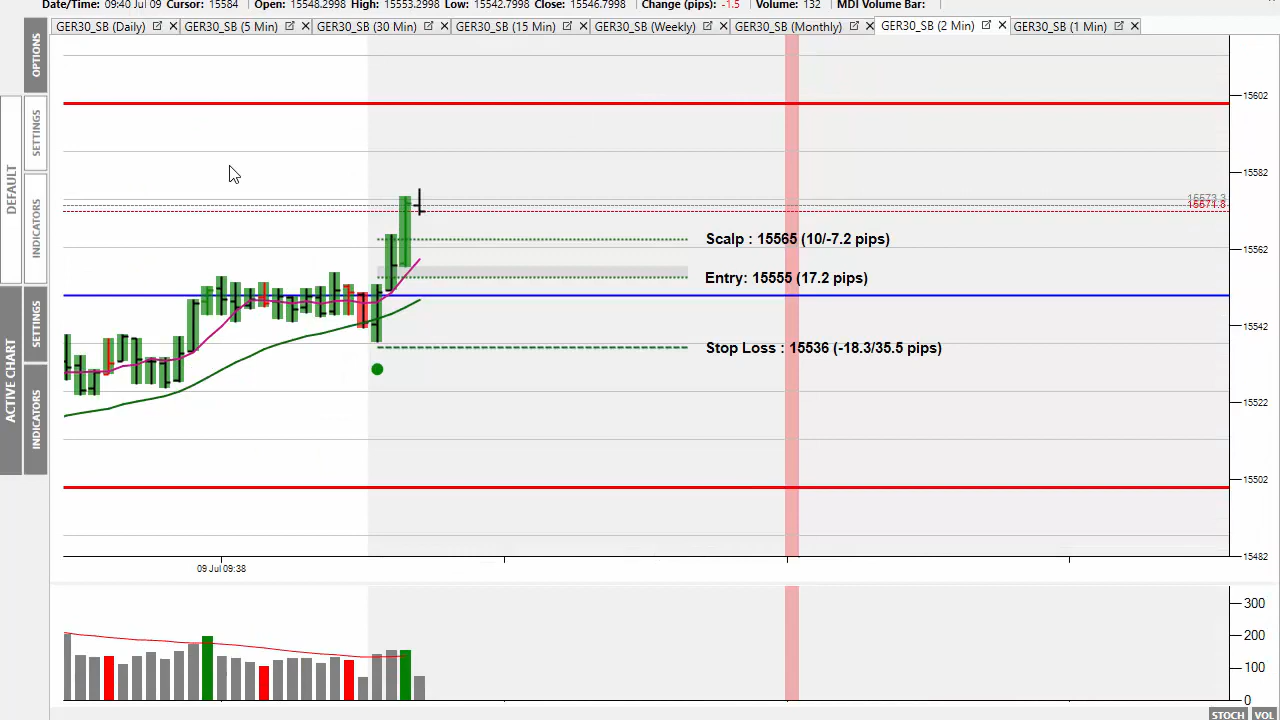 Date/Time: 09:40 Jul 09 Cursor: 15584 Open: 15548.2998 High: 15553.2998 Low: 15542.7998 Close: 15546.7998 Change (pips): -1.5 Volume: 132 MDI Volume Bar:
GER30_SB (Daily) GER30_SB (5 Min) GER30_SB (30 Min) GER30_SB (15 Min) GER30_SB (Weekly) GER30_SB (Monthly) GER30_SB (2 Min) GER30_SB (1 Min)
OPTIONS
SETTINGS
DEFAULT
INDICATORS
SETTINGS
ACTIVE CHART
INDICATORS
15602
15582
15571.8
Scalp : 15565 (10/-7.2 pips)
15562
Entry: 15555 (17.2 pips)
15542
Stop Loss : 15536 (-18.3/35.5 pips)
15522
15502
15482
09 Jul 09:38
300
200
100
0
STOCH VOL